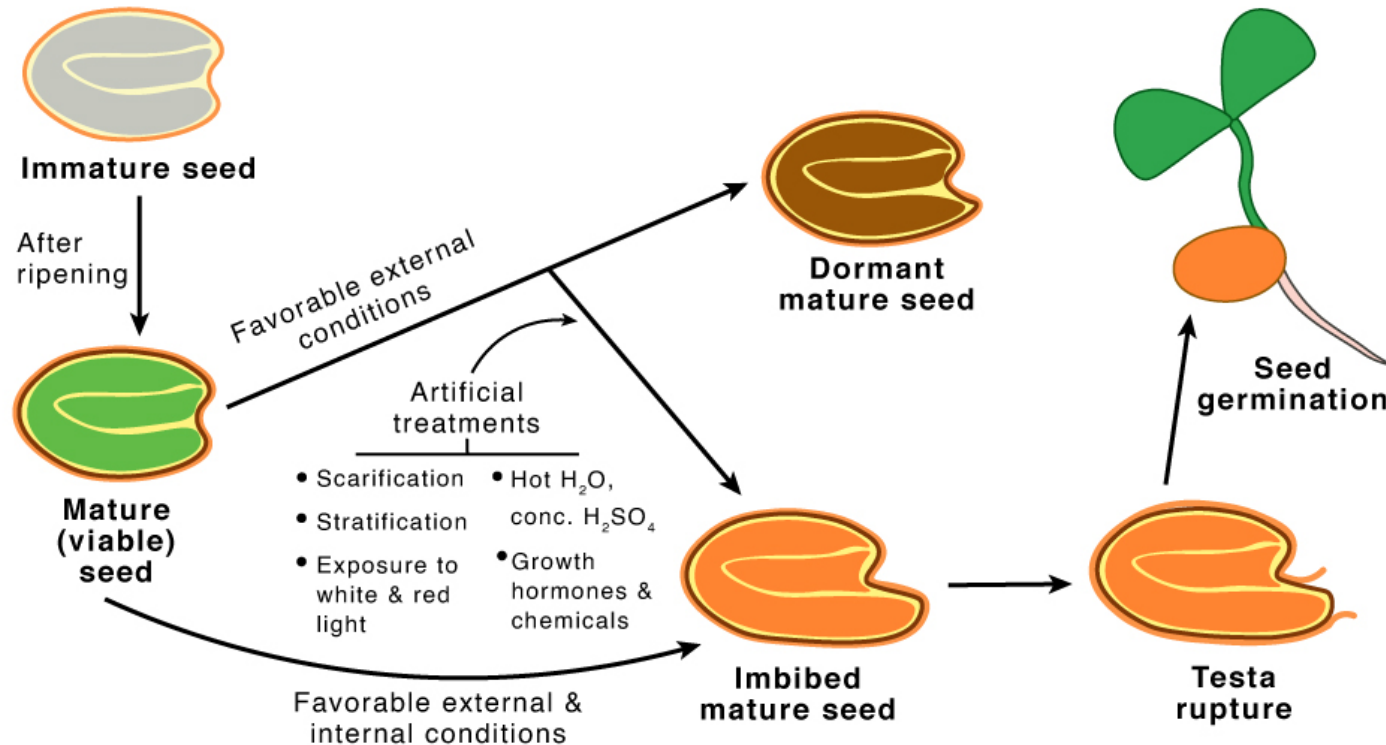 Immature seed
After
ripening
Mature
(viable)
seed
Favorable external
conditions
Dormant
mature seed
Artificial
treatments
• Scarification
• Stratification
• Exposure to
white & red
light
• Hot H₂O,
conc. H₂SO₄
• Growth
hormones &
chemicals
Favorable external &
internal conditions
Imbibed
mature seed
Testa
rupture
Seed
germination